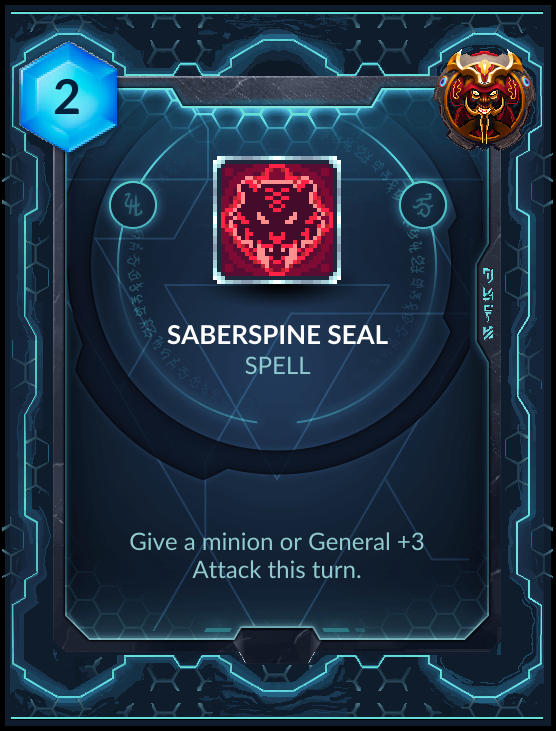 2
SABERSPINE SEAL
SPELL
Give a minion or General +3
Attack this turn.